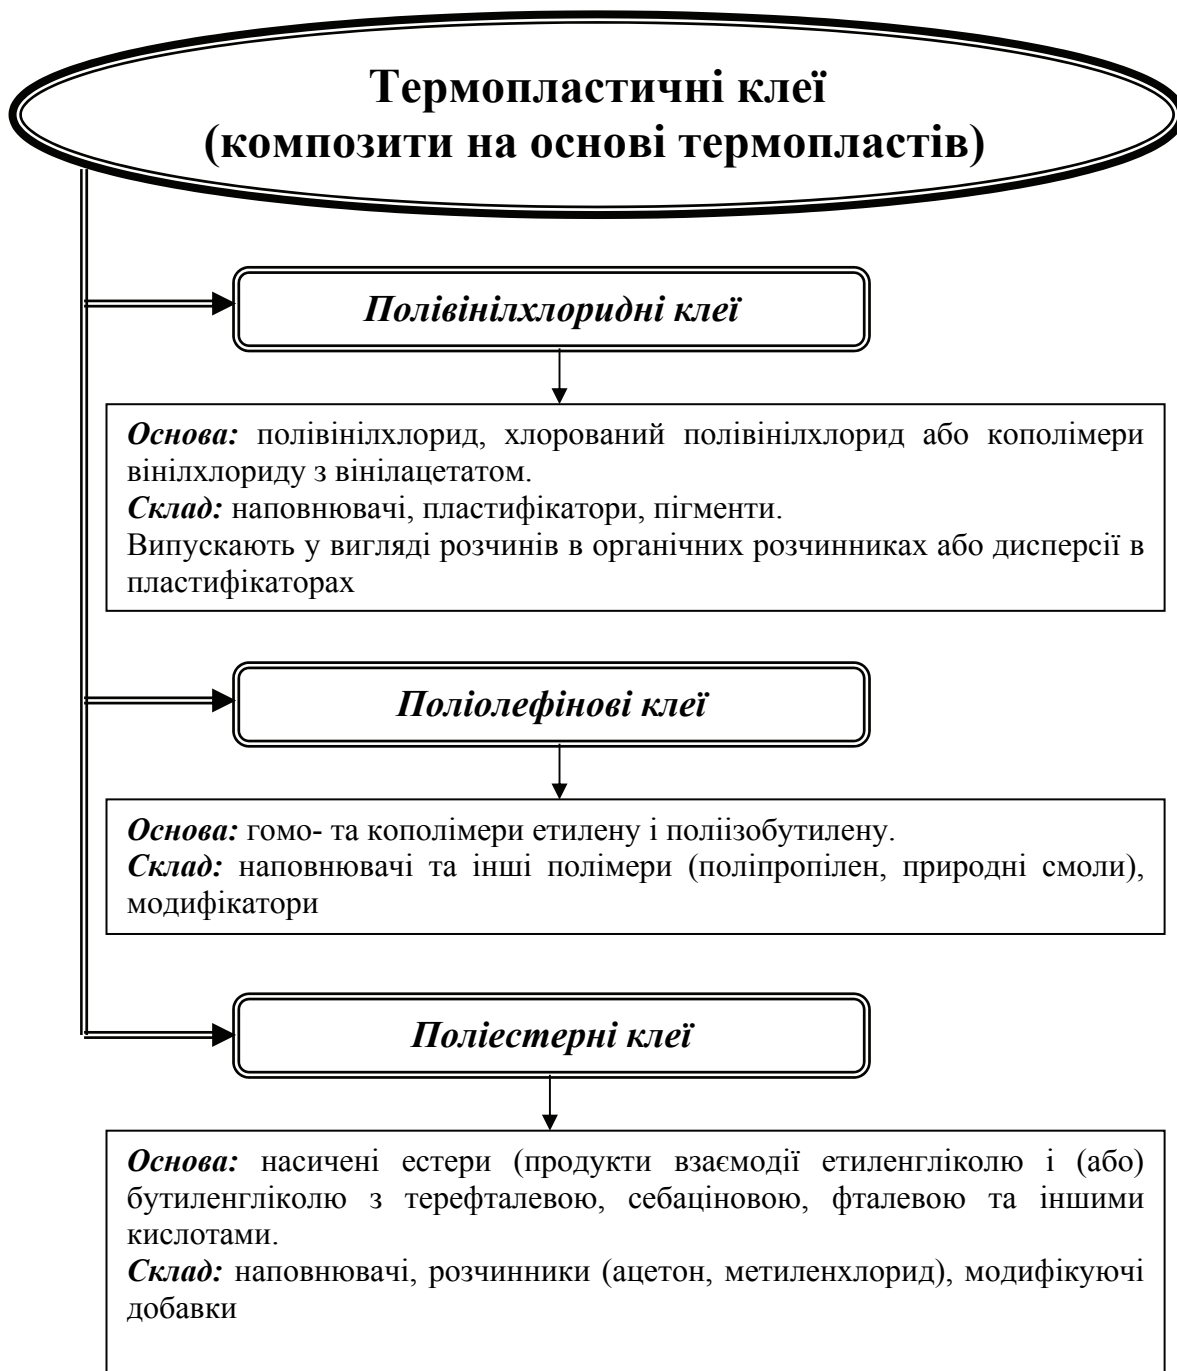 Термопластичні клеї
(композити на основі термопластів)
Полівінілхлоридні клеї
Основа: полівінілхлорид, хлорований полівінілхлорид або кополімери
вінілхлориду з вінілацетатом.
Склад: наповнювачі, пластифікатори, пігменти.
Випускають у вигляді розчинів в органічних розчинниках або дисперсії в
пластифікаторах
Поліолефінові клеї
Основа: гомо- та кополімери етилену і поліізобутилену.
Склад: наповнювачі та інші полімери (поліпропілен, природні смоли),
модифікатори
Поліестерні клеї
Основа: насичені естери (продукти взаємодії етиленгліколю і (або)
бутиленгліколю з терефталевою, себаціновою, фталевою та іншими
кислотами.
Склад: наповнювачі, розчинники (ацетон, метиленхлорид), модифікуючі
добавки